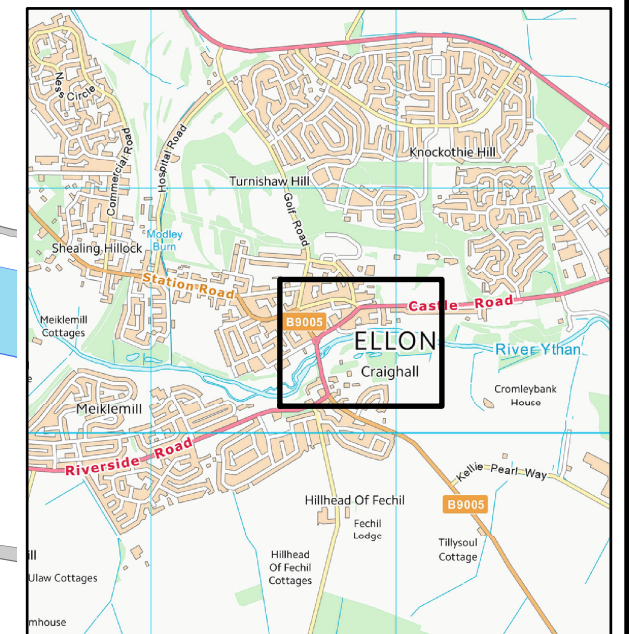 Ness Circle
Commercial Road
Hospital Road
Knockothie Hill
Turnishaw Hill
Golf Road
Modley
Burn
Shealing Hillock
Station Road
Castle Road
Meiklemill
Cottages
B9005
ELLON
River Ythan
Craighall
Cromleybank
House
Meiklemill
Riverside Road
Kellie Pearl Way
Hillhead Of Fechil
B9005
Fechil
Lodge
Tillysoul
Cottage
Hillhead
Of Fechil
Cottages
ill
Ulaw Cottages
mhouse